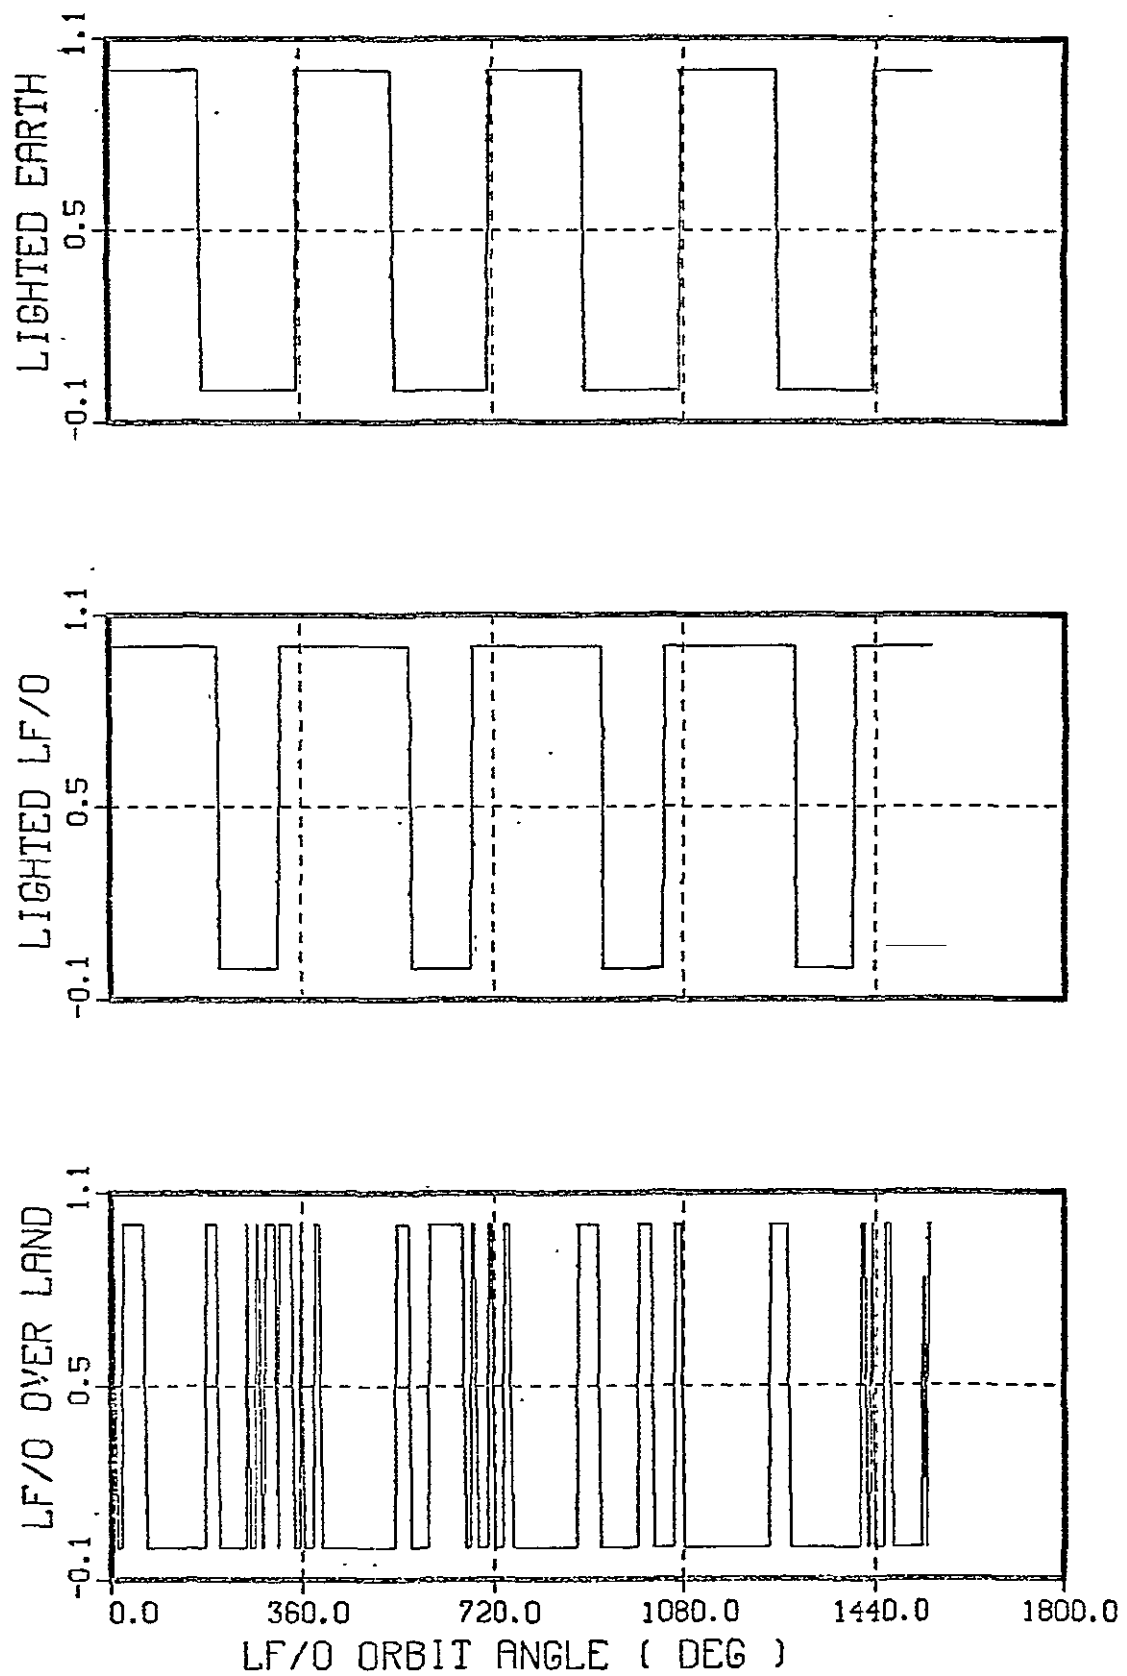 LIGHTED EARTH
1.1
0.5
-0.1
LIGHTED LF/O
1.1
0.5
-0.1
LF/O OVER LAND
1.1
0.5
-0.1
0.0 360.0 720.0 1080.0 1440.0 1800.0
LF/O ORBIT ANGLE ( DEG )